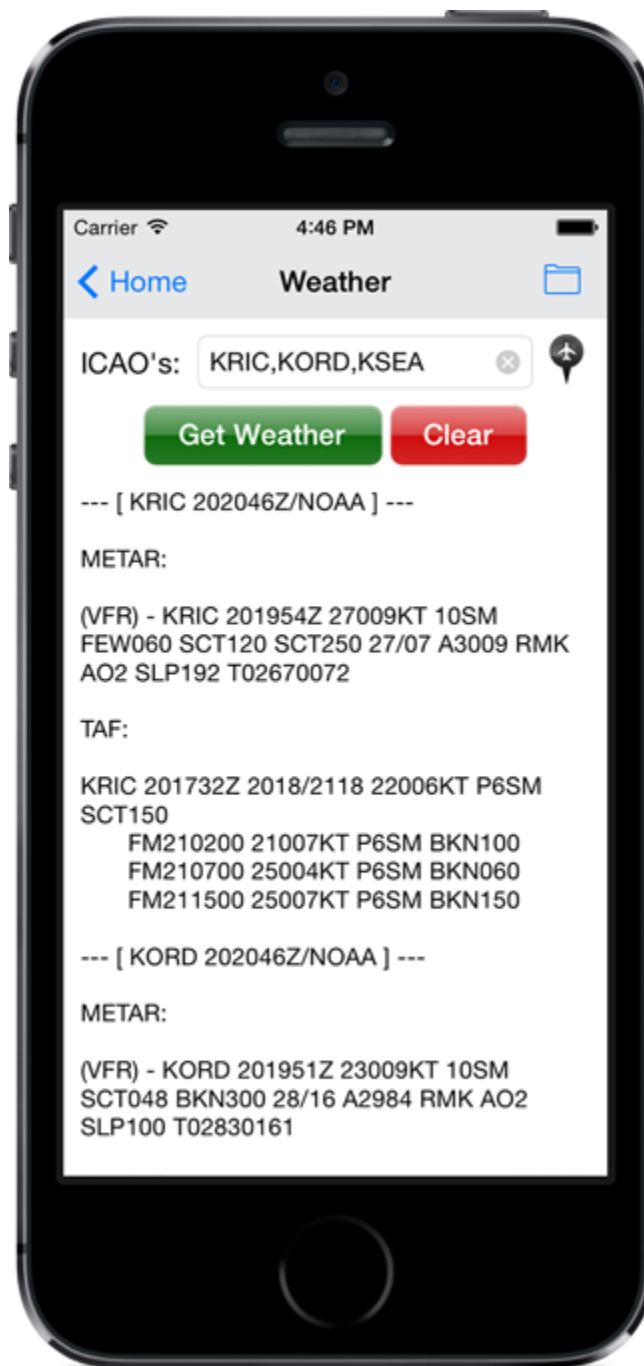 Carrier 4:46 PM
Home Weather
ICAO's: KRIC,KORD,KSEA
Get Weather Clear
--- [ KRIC 202046Z/NOAA ] ---
METAR:
(VFR) - KRIC 201954Z 27009KT 10SM
FEW060 SCT120 SCT250 27/07 A3009 RMK
AO2 SLP192 T02670072
TAF:
KRIC 201732Z 2018/2118 22006KT P6SM
SCT150
FM210200 21007KT P6SM BKN100
FM210700 25004KT P6SM BKN060
FM211500 25007KT P6SM BKN150
--- [ KORD 202046Z/NOAA ] ---
METAR:
(VFR) - KORD 201951Z 23009KT 10SM
SCT048 BKN300 28/16 A2984 RMK AO2
SLP100 T02830161